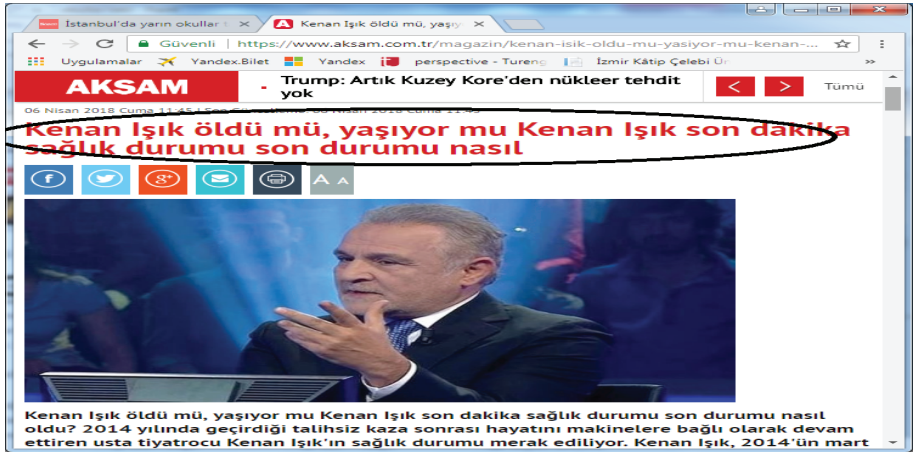 İstanbul'da yarın okullar t
Kenan Işık öldü mü, yaşıy
Güvenli | https://www.aksam.com.tr/magazin/kenan-isik-oldu-mu-yasiyor-mu-kenan-...
Uygulamalar Yandex.Bilet Yandex perspective - Tureng İzmir Kâtip Çelebi Ün »
AKSAM
Trump: Artık Kuzey Kore'den nükleer tehdit
yok
< > Tümü
06 Nisan 2018 Cuma 11:45 |
Kenan Işık öldü mü, yaşıyor mu Kenan Işık son dakika
sağlık durumu son durumu nasıl
A A
Kenan Işık öldü mü, yaşıyor mu Kenan Işık son dakika sağlık durumu son durumu nasıl
oldu? 2014 yılında geçirdiği talihsiz kaza sonrası hayatını makinelere bağlı olarak devam
ettiren usta tiyatrocu Kenan Işık'ın sağlık durumu merak ediliyor. Kenan Işık, 2014'ün mart